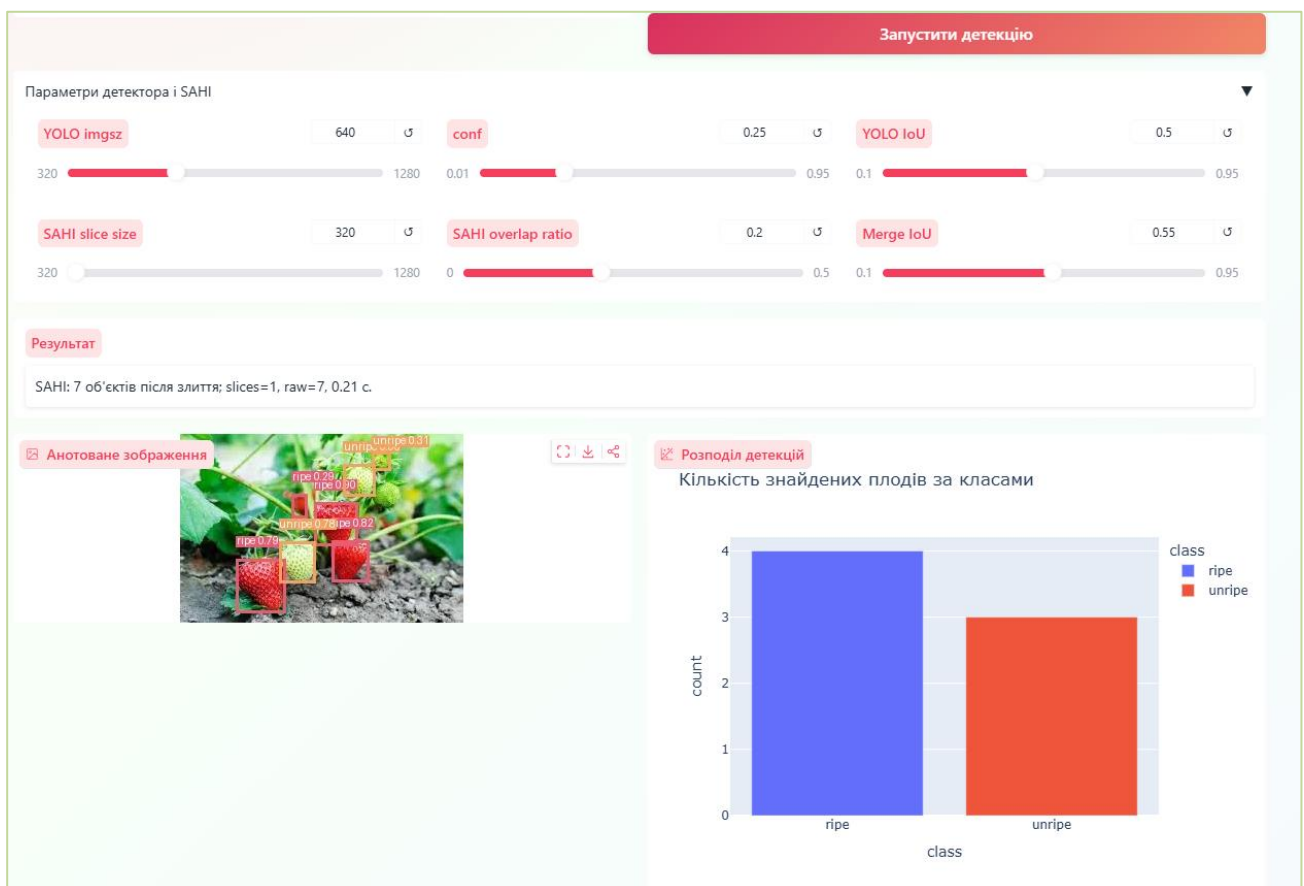 Запустити детекцію
Параметри детектора і SAHI
YOLO imgsz 640
conf 0.25
YOLO IoU 0.5
320 1280
0.01 0.95
0.1 0.95
SAHI slice size 320
SAHI overlap ratio 0.2
Merge IoU 0.55
320 1280
0 0.5
0.1 0.95
Результат
SAHI: 7 об'єктів після злиття; slices=1, raw=7, 0.21 с.
Анотоване зображення
unripe 0.31
ripe 0.29
ripe 0.90
unripe 0.78
ripe 0.82
ripe 0.79
Розподіл детекцій
Кількість знайдених плодів за класами
class
ripe
unripe
count
4
3
2
1
0
ripe
unripe
class